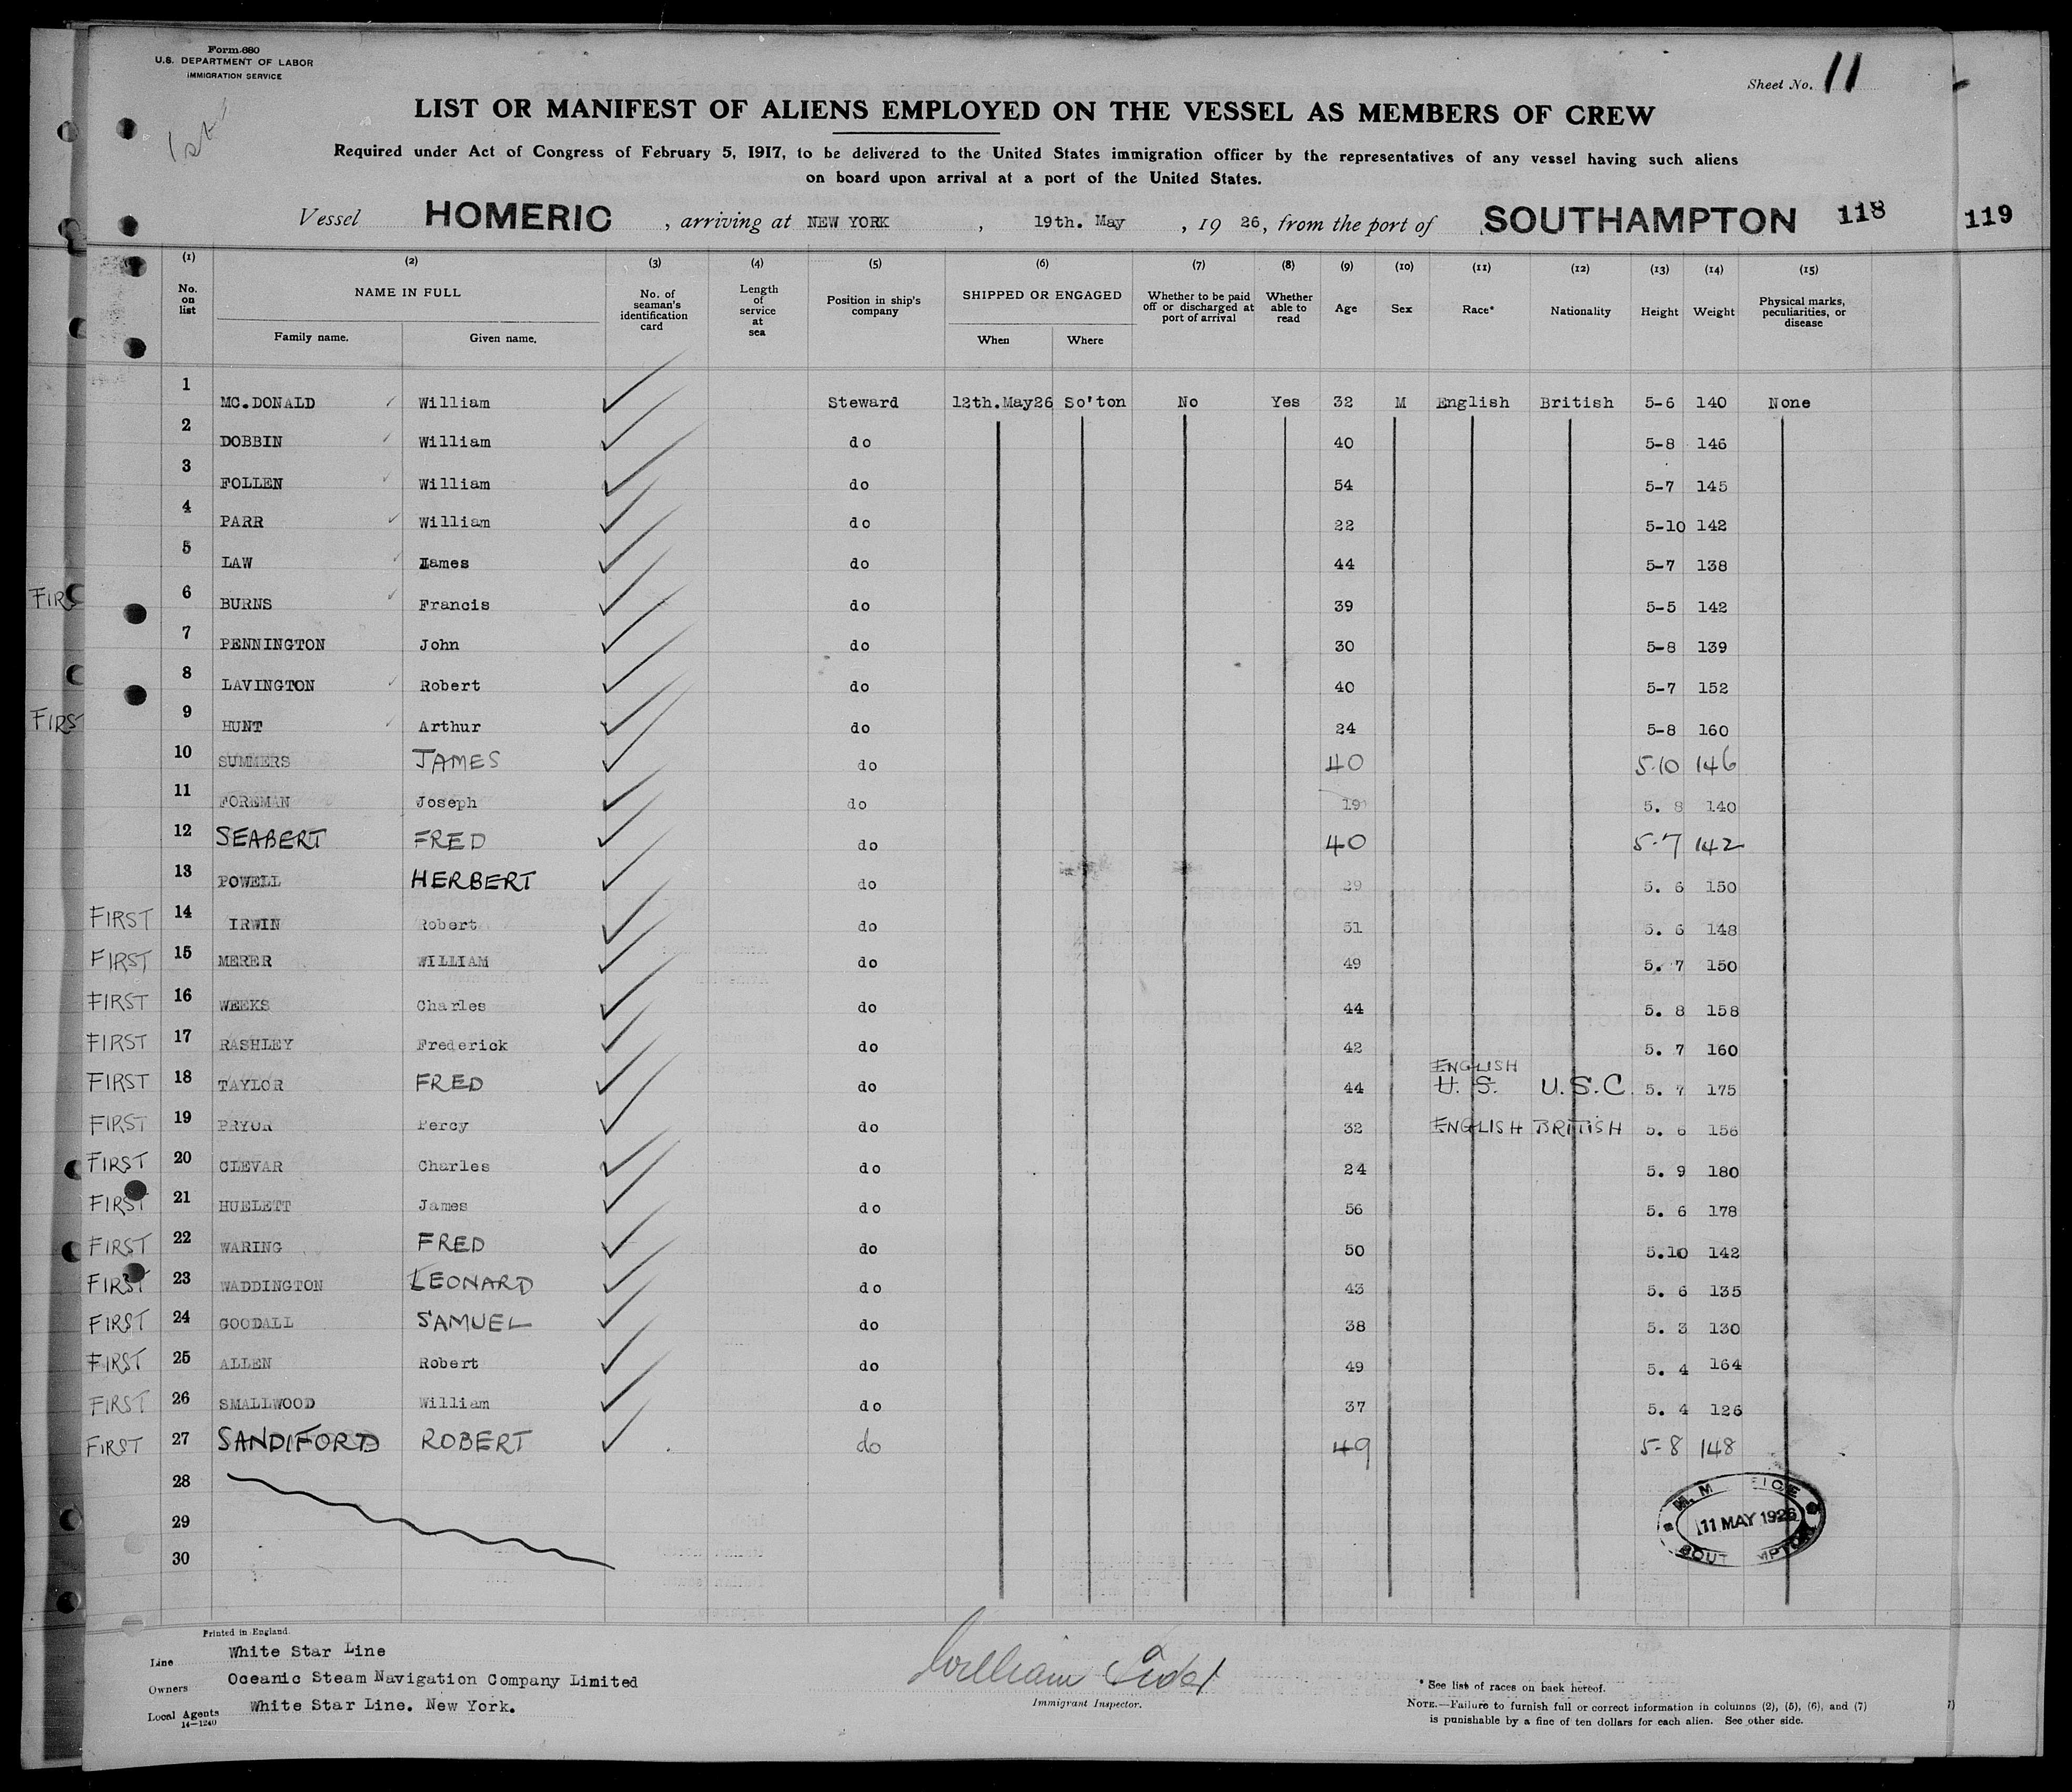 Form 680
U.S. DEPARTMENT OF LABOR
IMMIGRATION SERVICE
1st
Sheet No. 11
LIST OR MANIFEST OF ALIENS EMPLOYED ON THE VESSEL AS MEMBERS OF CREW
Required under Act of Congress of February 5, 1917, to be delivered to the United States immigration officer by the representatives of any vessel having such aliens
on board upon arrival at a port of the United States.
Vessel HOMERIC, arriving at NEW YORK, 19th. May, 19 26, from the port of SOUTHAMPTON 118 119
(1) (2) (3) (4) (5) (6) (7) (8) (9) (10) (11) (12) (13) (14) (15)
No. on list NAME IN FULL Family name. Given name. No. of seaman's identification card Length of service at sea Position in ship's company SHIPPED OR ENGAGED When Where Whether to be paid off or discharged at port of arrival Whether able to read Age Sex Race* Nationality Height Weight Physical marks, peculiarities, or disease
1 MC.DONALD William Steward 12th.May26 So'ton No Yes 32 M English British 5-6 140 None
2 DOBBIN William do 40 5-8 146
3 FOLLEN William do 54 5-7 145
4 PARR William do 22 5-10 142
5 LAW James do 44 5-7 138
FIRS 6 BURNS Francis do 39 5-5 142
7 PENNINGTON John do 30 5-8 139
8 LAVINGTON Robert do 40 5-7 152
FIRS 9 HUNT Arthur do 24 5-8 160
10 SUMMERS JAMES do 40 5.10 146
11 FOREMAN Joseph do 19 5. 8 140
12 SEABERT FRED do 40 5-7 142
13 POWELL HERBERT do 29 5. 6 150
FIRST 14 IRWIN Robert do 51 5. 6 148
FIRST 15 MERER WILLIAM do 49 5. 7 150
FIRST 16 WEEKS Charles do 44 5. 8 158
FIRST 17 RASHLEY Frederick do 42 5. 7 160
FIRST 18 TAYLOR FRED do 44 ENGLISH U.S. U.S.C. 5. 7 175
FIRST 19 PRYOR Percy do 32 ENGLISH BRITISH 5. 6 156
FIRST 20 CLEVAR Charles do 24 5. 9 180
FIRST 21 HUELETT James do 56 5. 6 178
FIRST 22 WARING FRED do 50 5.10 142
FIRST 23 WADDINGTON LEONARD do 43 5. 6 135
FIRST 24 GOODALL SAMUEL do 38 5. 3 130
FIRST 25 ALLEN Robert do 49 5. 4 164
FIRST 26 SMALLWOOD William do 37 5. 4 126
FIRST 27 SANDIFORD ROBERT do 49 5-8 148
28
29
30
11 MAY 1926
Printed in England.
Line White Star Line
Owners Oceanic Steam Navigation Company Limited
Local Agents White Star Line. New York.
14-1240
William
Immigrant Inspector.
* See list of races on back hereof.
NOTE.—Failure to furnish full or correct information in columns (2), (5), (6), and (7)
is punishable by a fine of ten dollars for each alien. See other side.
7)